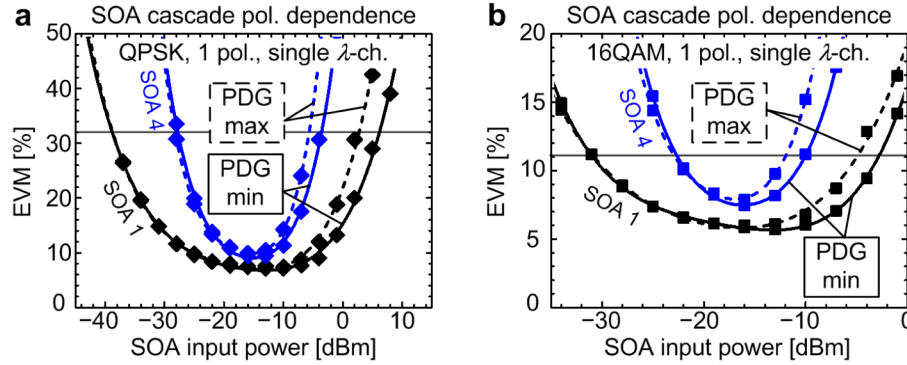 a
SOA cascade pol. dependence
QPSK, 1 pol., single λ-ch.
50
40
30
20
10
0
EVM [%]
SOA 4
SOA 1
PDG
max
PDG
min
−40 −30 −20 −10 0 10
SOA input power [dBm]
b
SOA cascade pol. dependence
16QAM, 1 pol., single λ-ch.
20
15
10
5
0
EVM [%]
SOA 4
SOA 1
PDG
max
PDG
min
−30 −20 −10 0
SOA input power [dBm]